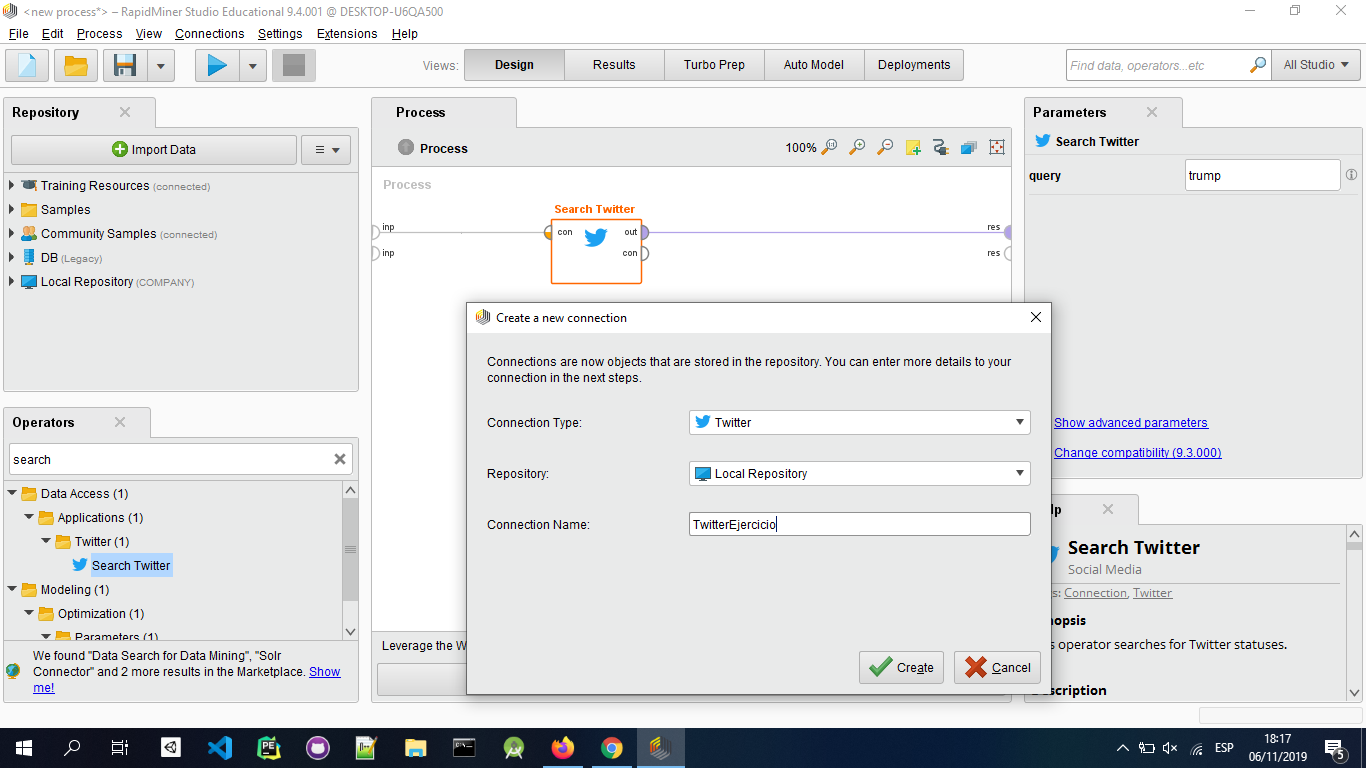 <new process*> – RapidMiner Studio Educational 9.4.001 @ DESKTOP-U6QA500
File Edit Process View Connections Settings Extensions Help
Views: Design Results Turbo Prep Auto Model Deployments
Find data, operators...etc
All Studio
Repository
Import Data
Training Resources (connected)
Samples
Community Samples (connected)
DB (Legacy)
Local Repository (COMPANY)
Operators
search
Data Access (1)
Applications (1)
Twitter (1)
Search Twitter
Modeling (1)
Optimization (1)
Parameters (1)
We found "Data Search for Data Mining", "Solr
Connector" and 2 more results in the Marketplace. Show
me!
Process
Process
100%
Process
Search Twitter
inp con out res
inp con res
Leverage the W
Create a new connection
Connections are now objects that are stored in the repository. You can enter more details to your
connection in the next steps.
Connection Type: Twitter
Repository: Local Repository
Connection Name: TwitterEjercicio
Create Cancel
Parameters
Search Twitter
query trump
Show advanced parameters
Change compatibility (9.3.000)
lp
Search Twitter
Social Media
s: Connection, Twitter
nopsis
s operator searches for Twitter statuses.
Description
PE
ESP
18:17
06/11/2019
5